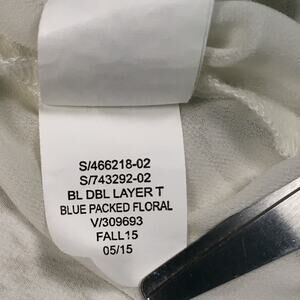 S/466218-02
S/743292-02
BL DBL LAYER T
BLUE PACKED FLORAL
V/309693
FALL15
05/15